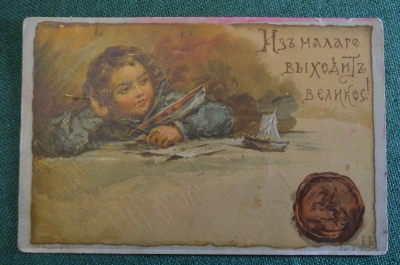 Изъ малаго
выходитъ
великое!